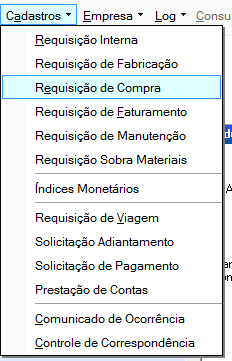 Cadastros Empresa Log Consu
Requisição Interna
Requisição de Fabricação
Requisição de Compra
Requisição de Faturamento
Requisição de Manutenção
Requisição Sobra Materiais
Índices Monetários
Requisição de Viagem
Solicitação Adiantamento
Solicitação de Pagamento
Prestação de Contas
Comunicado de Ocorrência
Controle de Correspondência